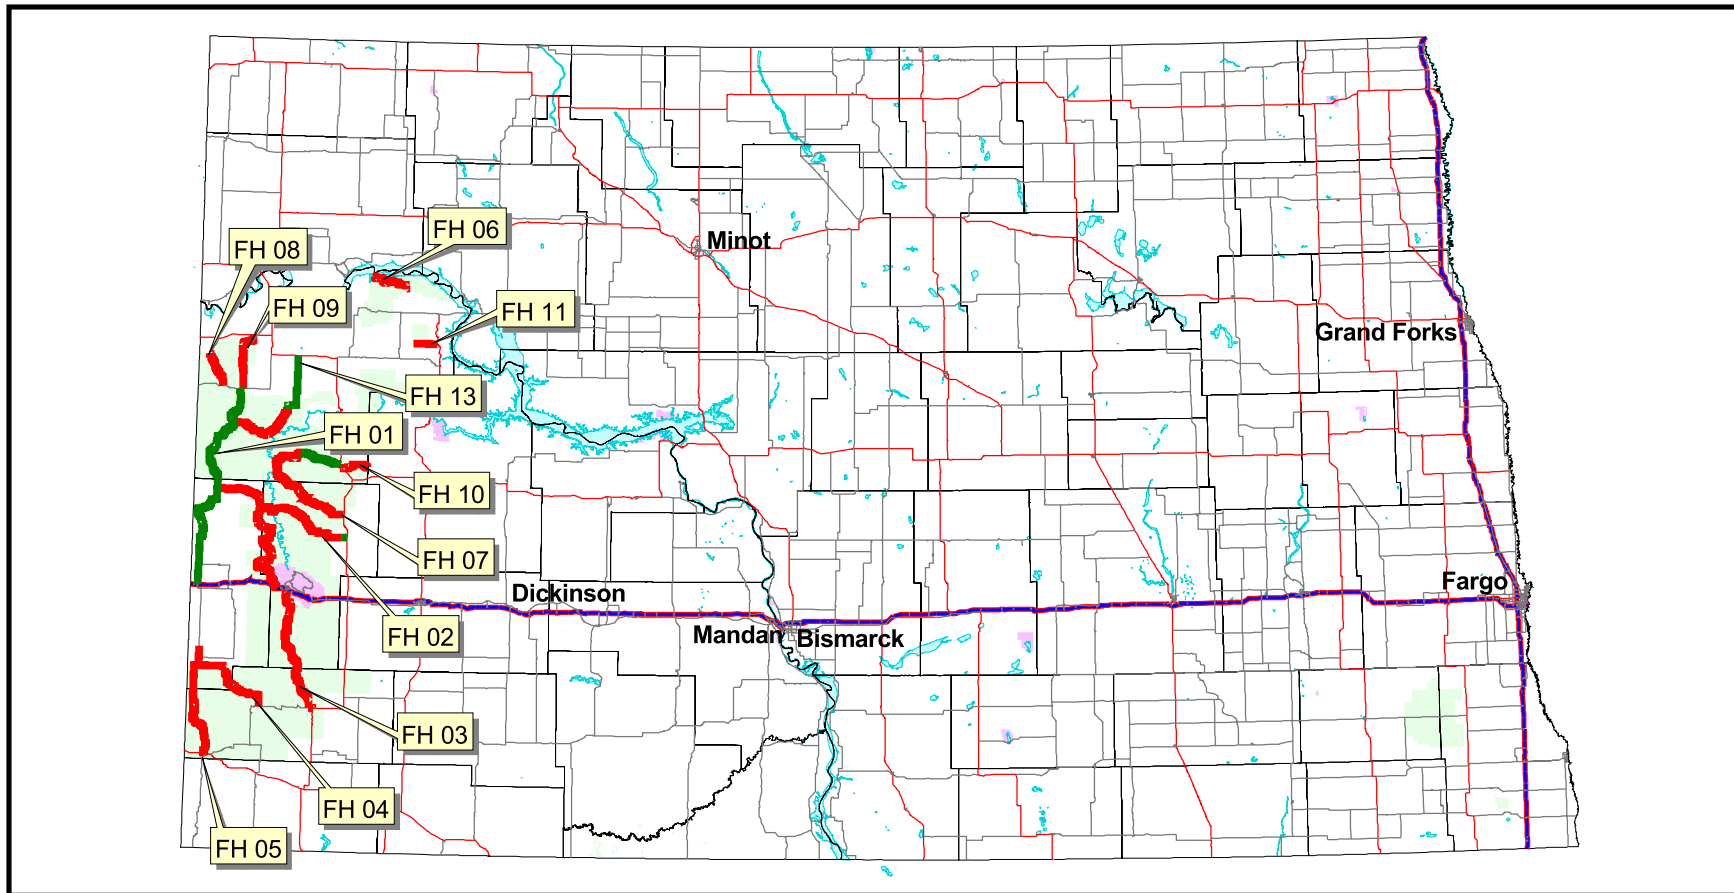 FH 06
Minot
FH 08
FH 09
FH 11
Grand Forks
FH 13
FH 01
FH 10
FH 07
Fargo
Dickinson
FH 02
Mandan
Bismarck
FH 03
FH 04
FH 05